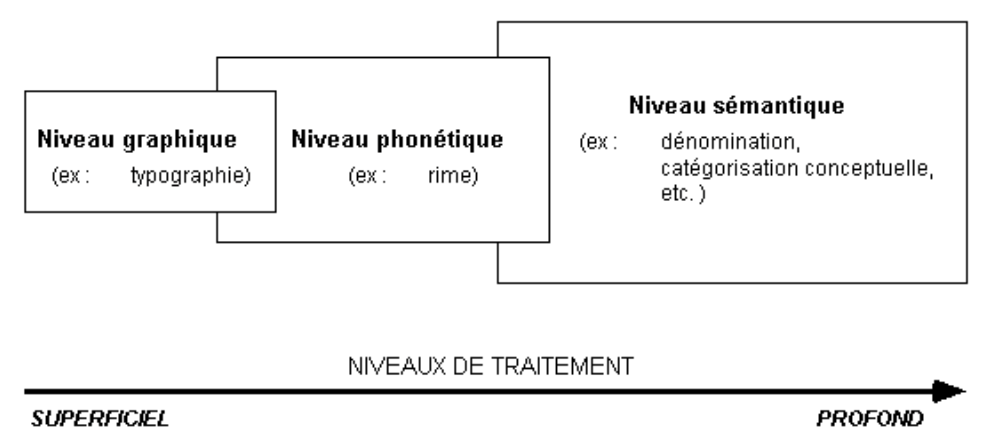 Niveau sémantique
Niveau graphique
Niveau phonétique
(ex : dénomination,
catégorisation conceptuelle,
etc. )
(ex : typographie)
(ex : rime)
NIVEAUX DE TRAITEMENT
SUPERFICIEL
PROFOND